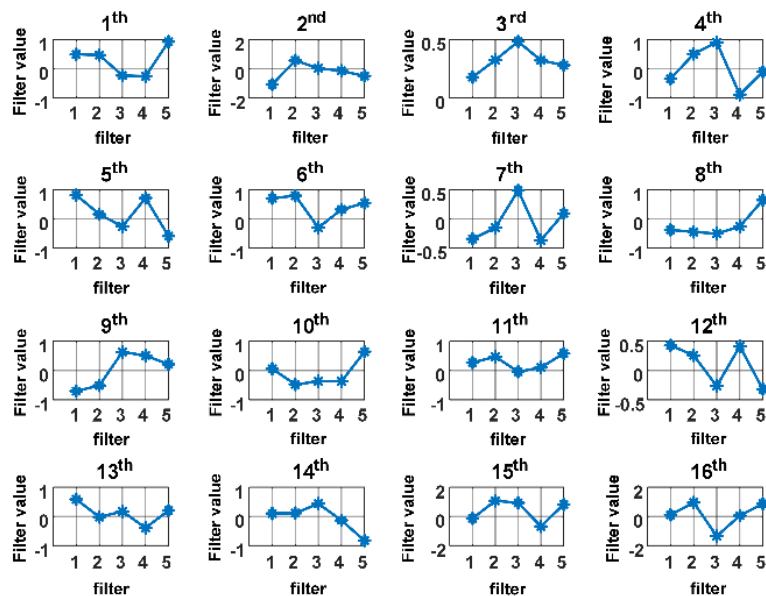 1th
Filter value
1
0
-1
1 2 3 4 5
filter
2nd
Filter value
2
0
-2
1 2 3 4 5
filter
3rd
Filter value
0.5
0
1 2 3 4 5
filter
4th
Filter value
1
0
-1
1 2 3 4 5
filter
5th
Filter value
1
0
-1
1 2 3 4 5
filter
6th
Filter value
1
0
-1
1 2 3 4 5
filter
7th
Filter value
0.5
0
-0.5
1 2 3 4 5
filter
8th
Filter value
1
0
-1
1 2 3 4 5
filter
9th
Filter value
1
0
-1
1 2 3 4 5
filter
10th
Filter value
1
0
-1
1 2 3 4 5
filter
11th
Filter value
1
0
-1
1 2 3 4 5
filter
12th
Filter value
0.5
0
-0.5
1 2 3 4 5
filter
13th
Filter value
1
0
-1
1 2 3 4 5
filter
14th
Filter value
1
0
-1
1 2 3 4 5
filter
15th
Filter value
2
0
-2
1 2 3 4 5
filter
16th
Filter value
2
0
-2
1 2 3 4 5
filter